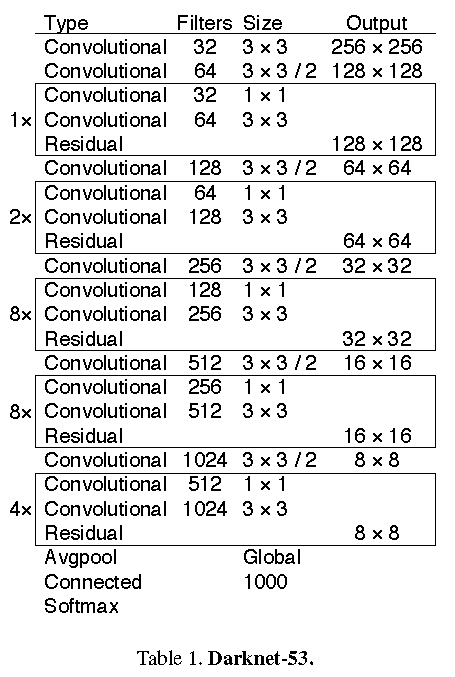 Type Filters Size Output
Convolutional 32 3 × 3 256 × 256
Convolutional 64 3 × 3 / 2 128 × 128
Convolutional 32 1 × 1
1× Convolutional 64 3 × 3
Residual 128 × 128
Convolutional 128 3 × 3 / 2 64 × 64
Convolutional 64 1 × 1
2× Convolutional 128 3 × 3
Residual 64 × 64
Convolutional 256 3 × 3 / 2 32 × 32
Convolutional 128 1 × 1
8× Convolutional 256 3 × 3
Residual 32 × 32
Convolutional 512 3 × 3 / 2 16 × 16
Convolutional 256 1 × 1
8× Convolutional 512 3 × 3
Residual 16 × 16
Convolutional 1024 3 × 3 / 2 8 × 8
Convolutional 512 1 × 1
4× Convolutional 1024 3 × 3
Residual 8 × 8
Avgpool Global
Connected 1000
Softmax
Table 1. Darknet-53.